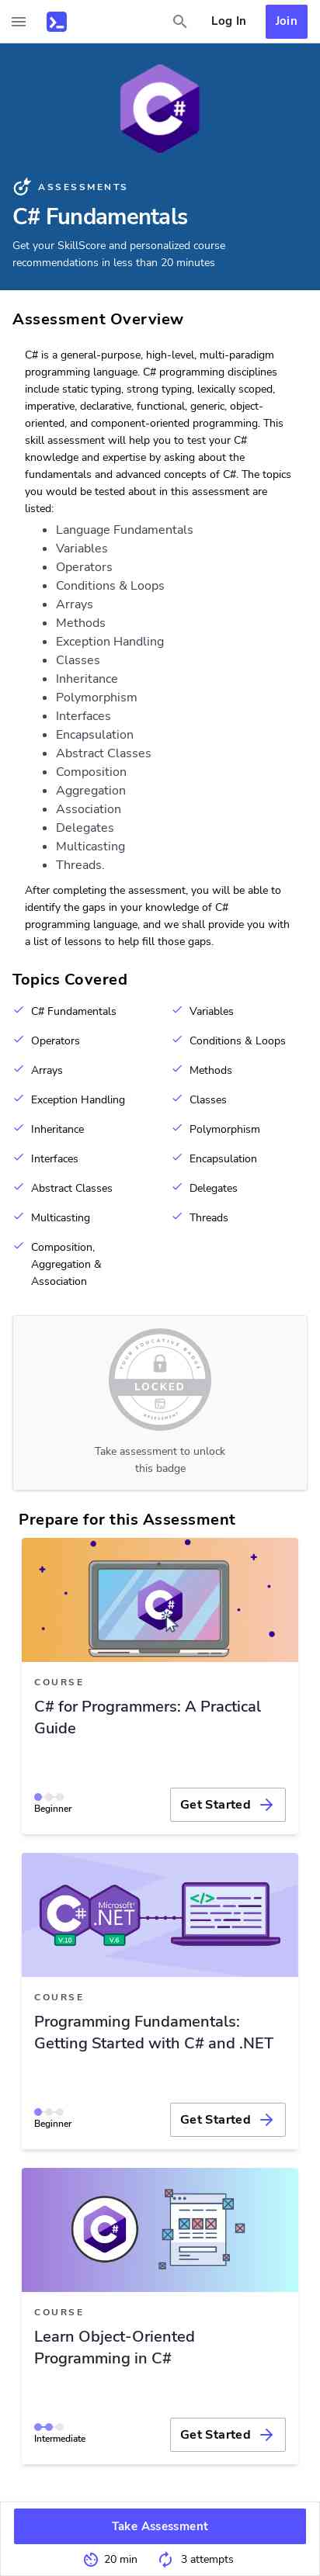 Log In
Join
ASSESSMENTS
C# Fundamentals
Get your SkillScore and personalized course
recommendations in less than 20 minutes
Assessment Overview
C# is a general-purpose, high-level, multi-paradigm
programming language. C# programming disciplines
include static typing, strong typing, lexically scoped,
imperative, declarative, functional, generic, object-
oriented, and component-oriented programming. This
skill assessment will help you to test your C#
knowledge and expertise by asking about the
fundamentals and advanced concepts of C#. The topics
you would be tested about in this assessment are
listed:
• Language Fundamentals
• Variables
• Operators
• Conditions & Loops
• Arrays
• Methods
• Exception Handling
• Classes
• Inheritance
• Polymorphism
• Interfaces
• Encapsulation
• Abstract Classes
• Composition
• Aggregation
• Association
• Delegates
• Multicasting
• Threads.
After completing the assessment, you will be able to
identify the gaps in your knowledge of C#
programming language, and we shall provide you with
a list of lessons to help fill those gaps.
Topics Covered
C# Fundamentals
Variables
Operators
Conditions & Loops
Arrays
Methods
Exception Handling
Classes
Inheritance
Polymorphism
Interfaces
Encapsulation
Abstract Classes
Delegates
Multicasting
Threads
Composition,
Aggregation &
Association
YOUR EDUCATIVE BADGE
LOCKED
ASSESSMENT
Take assessment to unlock
this badge
Prepare for this Assessment
C#
COURSE
C# for Programmers: A Practical
Guide
Beginner
Get Started
C#
Microsoft
.NET
</>
V.10
V.6
COURSE
Programming Fundamentals:
Getting Started with C# and .NET
Beginner
Get Started
C#
COURSE
Learn Object-Oriented
Programming in C#
Intermediate
Get Started
Take Assessment
20 min
3 attempts